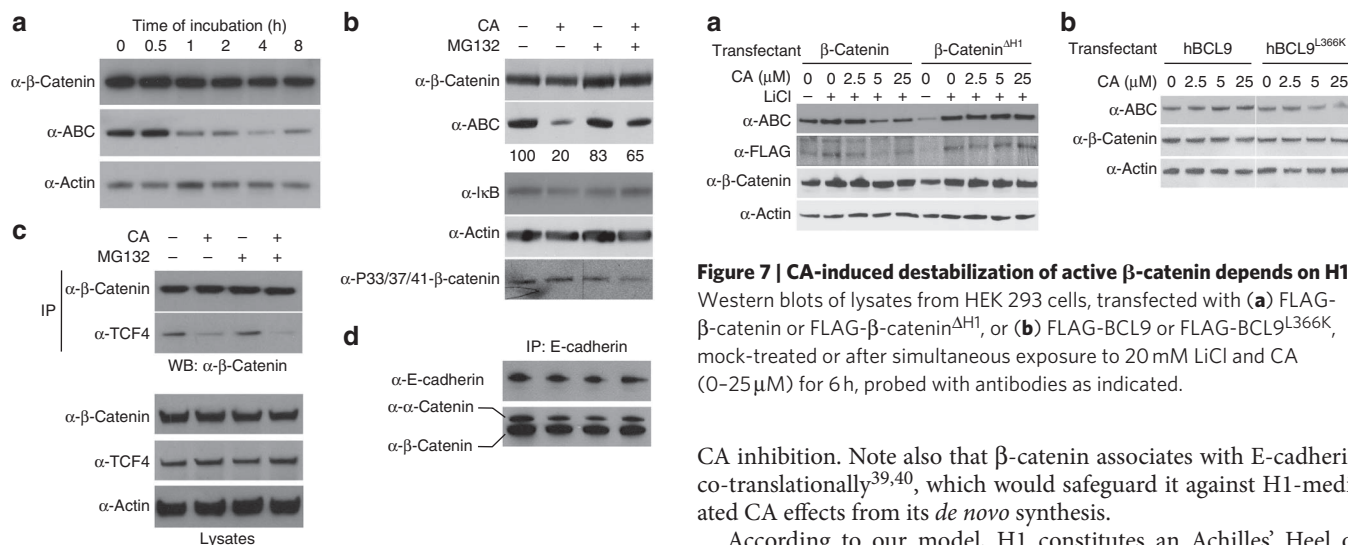 a
Time of incubation (h)
0 0.5 1 2 4 8
α-β-Catenin
α-ABC
α-Actin
b
CA – + – +
MG132 – – + +
α-β-Catenin
α-ABC
100 20 83 65
α-IκB
α-Actin
α-P33/37/41-β-catenin
c
CA – + – +
MG132 – – + +
IP
α-β-Catenin
α-TCF4
WB: α-β-Catenin
α-β-Catenin
α-TCF4
α-Actin
Lysates
d
IP: E-cadherin
α-E-cadherin
α-α-Catenin
α-β-Catenin
a
Transfectant β-Catenin β-Catenin^ΔH1
CA (μM) 0 0 2.5 5 25 0 0 2.5 5 25
LiCl – + + + + – + + + +
α-ABC
α-FLAG
α-β-Catenin
α-Actin
b
Transfectant hBCL9 hBCL9^L366K
CA (μM) 0 2.5 5 25 0 2.5 5 25
α-ABC
α-β-Catenin
α-Actin
Figure 7 | CA-induced destabilization of active β-catenin depends on H1
Western blots of lysates from HEK 293 cells, transfected with (a) FLAG-
β-catenin or FLAG-β-catenin^ΔH1, or (b) FLAG-BCL9 or FLAG-BCL9^L366K,
mock-treated or after simultaneous exposure to 20 mM LiCl and CA
(0–25 μM) for 6 h, probed with antibodies as indicated.
CA inhibition. Note also that β-catenin associates with E-cadheri
co-translationally^39,40, which would safeguard it against H1-medi
ated CA effects from its de novo synthesis.
According to our model, H1 constitutes an Achilles' Heel o